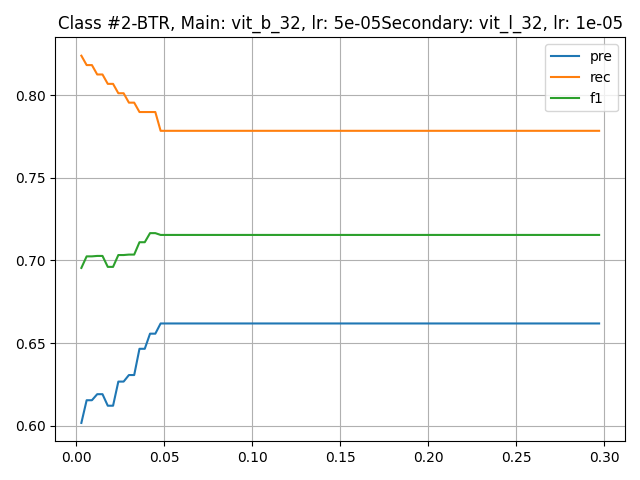 Class #2-BTR, Main: vit_b_32, lr: 5e-05Secondary: vit_l_32, lr: 1e-05
pre
rec
f1
0.80
0.75
0.70
0.65
0.60
0.00 0.05 0.10 0.15 0.20 0.25 0.30